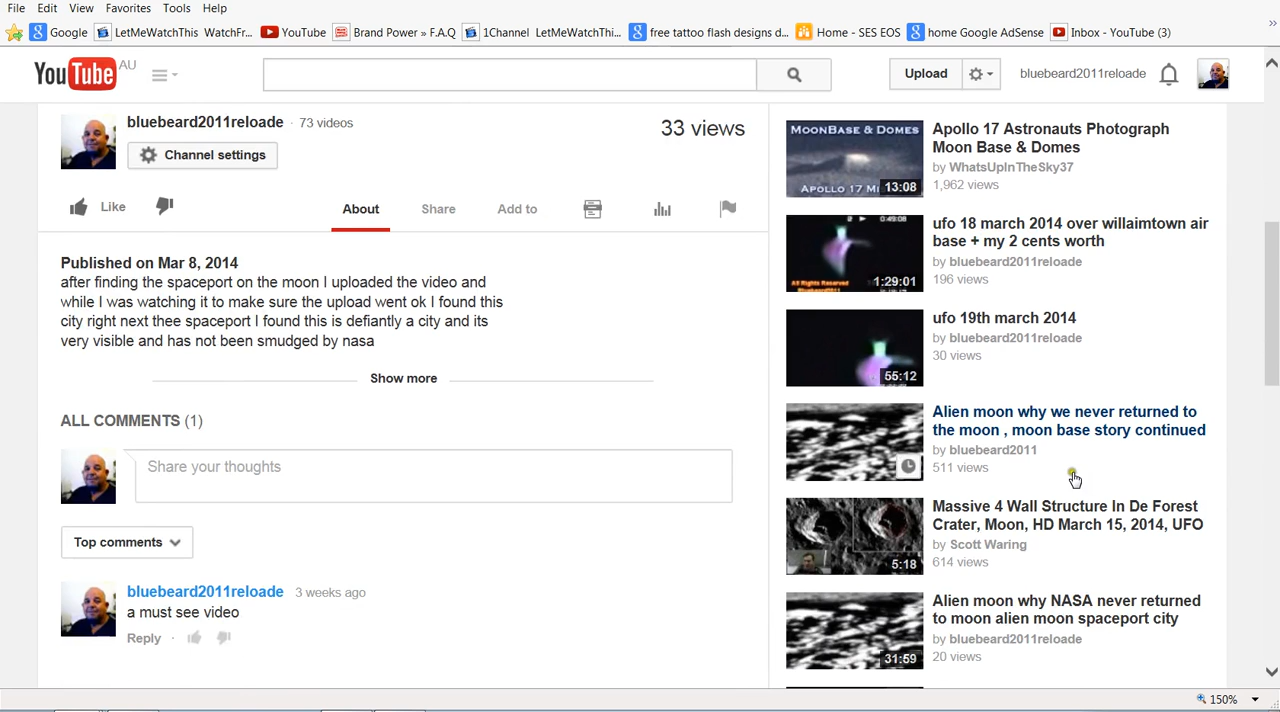 File Edit View Favorites Tools Help
Google LetMeWatchThis WatchFr... YouTube Brand Power » F.A.Q 1Channel LetMeWatchThi... free tattoo flash designs d... Home - SES EOS home Google AdSense Inbox - YouTube (3)
YouTube AU
Upload
bluebeard2011reloade
bluebeard2011reloade · 73 videos
Channel settings
33 views
Like
About Share Add to
Published on Mar 8, 2014
after finding the spceport on the moon I uploaded the video and
while I was watching it to make sure the upload went ok I found this
city right next thee spaceport I found this is defiantly a city and its
very visible and has not been smudged by nasa
Show more
ALL COMMENTS (1)
Share your thoughts
Top comments
bluebeard2011reloade 3 weeks ago
a must see video
Reply ·
MOONBASE & DOMES
APOLLO 17 M
13:08
Apollo 17 Astronauts Photograph
Moon Base & Domes
by WhatsUpInTheSky37
1,962 views
0:49:08
All Rights Reserved
Bluebeard2011
1:29:01
ufo 18 march 2014 over willaimtown air
base + my 2 cents worth
by bluebeard2011reloade
196 views
55:12
ufo 19th march 2014
by bluebeard2011reloade
30 views
Alien moon why we never returned to
the moon , moon base story continued
by bluebeard2011
511 views
5:18
Massive 4 Wall Structure In De Forest
Crater, Moon, HD March 15, 2014, UFO
by Scott Waring
614 views
31:59
Alien moon why NASA never returned
to moon alien moon spaceport city
by bluebeard2011reloade
20 views
150%